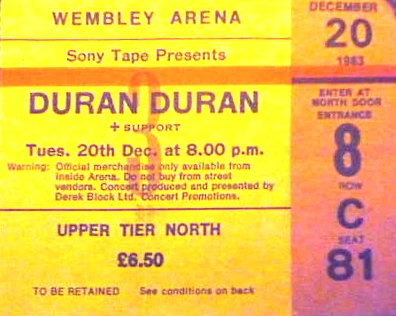 WEMBLEY ARENA
Sony Tape Presents
DURAN DURAN
+ SUPPORT
Tues. 20th Dec. at 8.00 p.m.
Warning: Official merchandise only available from
inside Arena. Do not buy from street
vendors. Concert produced and presented by
Derek Block Ltd. Concert Promotions.
UPPER TIER NORTH
£6.50
TO BE RETAINED See conditions on back
DECEMBER
20
1983
ENTER AT
NORTH DOOR
ENTRANCE
8
ROW
C
SEAT
81